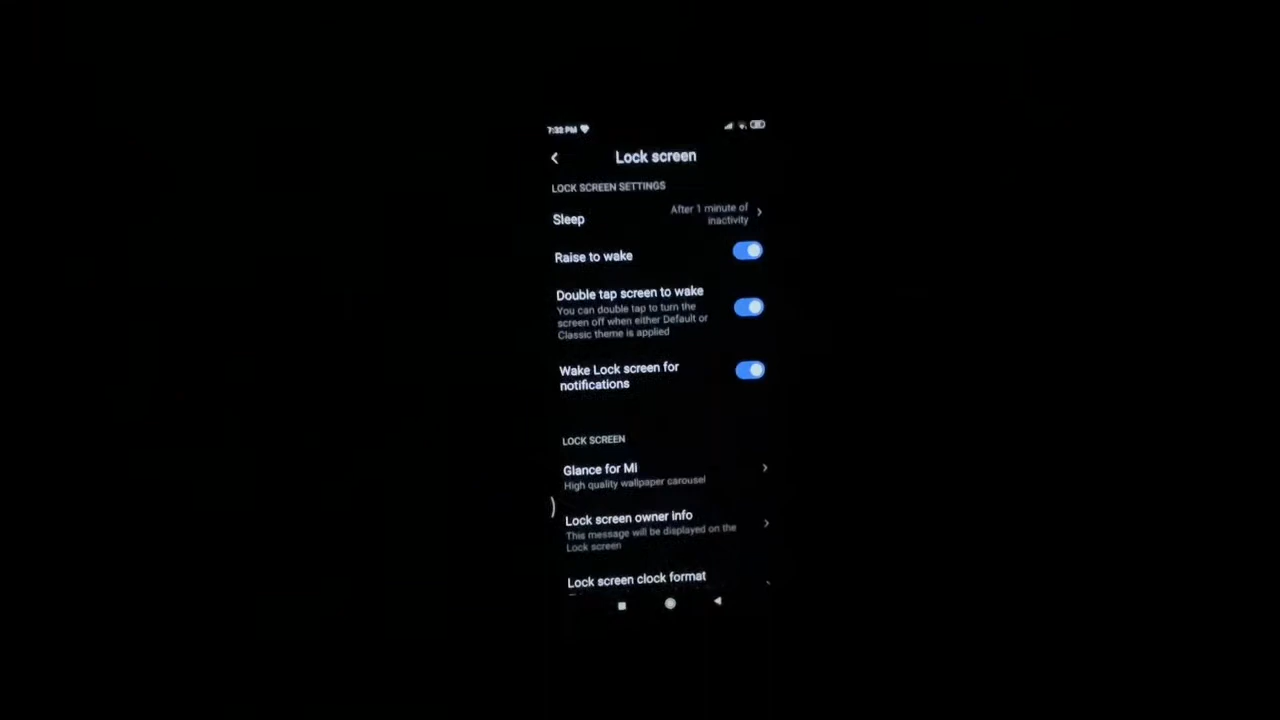 7:33 PM
Lock screen
LOCK SCREEN SETTINGS
Sleep
After 1 minute of
inactivity
Raise to wake
Double tap screen to wake
You can double tap to turn the
screen off when either Default or
Classic theme is applied
Wake Lock screen for
notifications
LOCK SCREEN
Glance for Mi
High quality wallpaper carousel
Lock screen owner info
This message will be displayed on the
Lock screen
Lock screen clock format